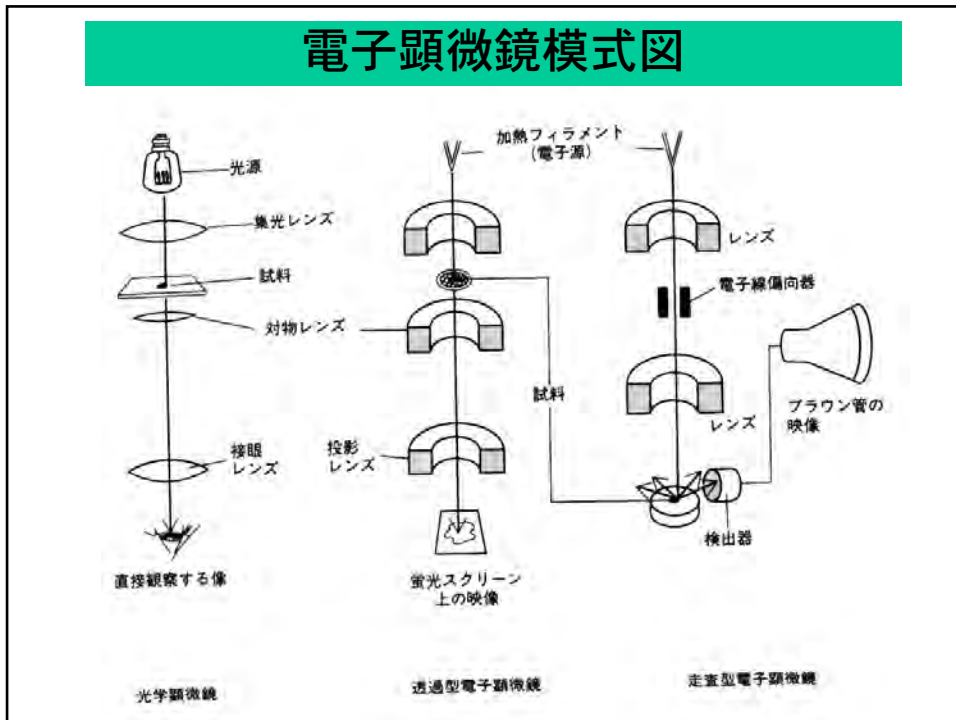 電子顕微鏡模式図
光源
集光レンズ
試料
対物レンズ
接眼
レンズ
直接観察する像
光学顕微鏡
加熱フィラメント
(電子源)
試料
投影
レンズ
蛍光スクリーン
上の映像
透過型電子顕微鏡
レンズ
電子線偏向器
レンズ
ブラウン管の
映像
検出器
走査型電子顕微鏡